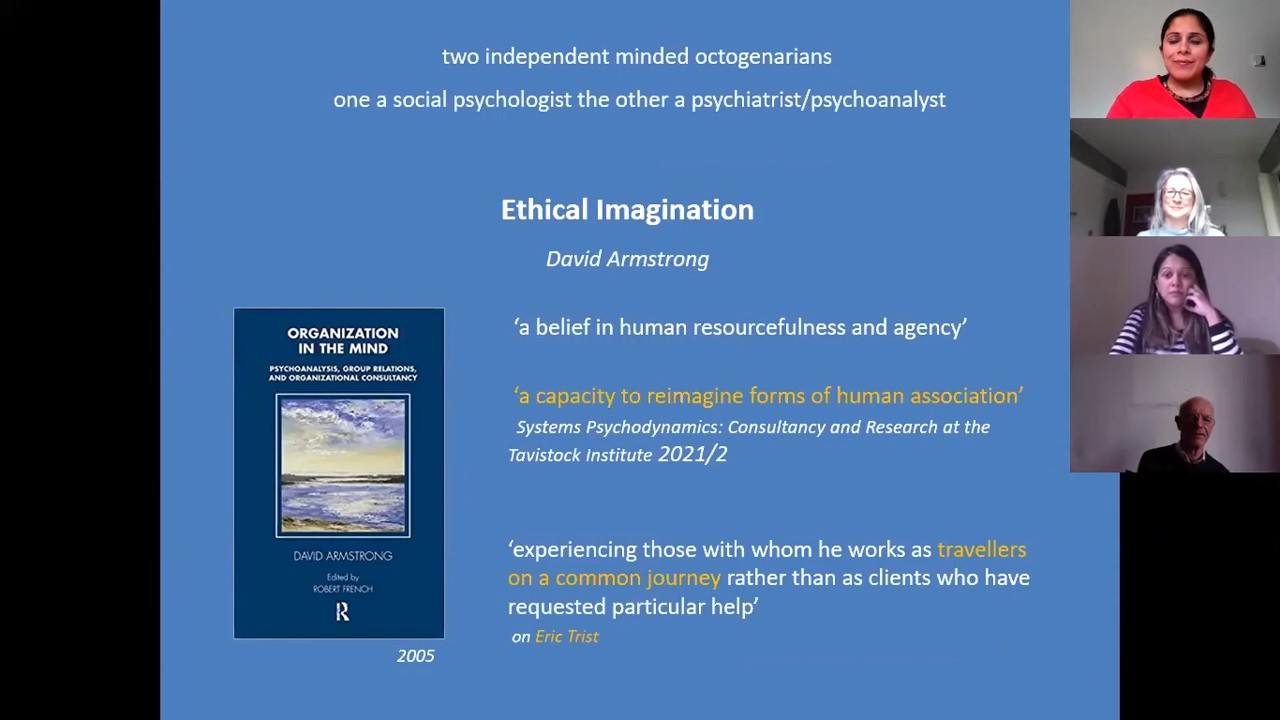 two independent minded octogenarians
one a social psychologist the other a psychiatrist/psychoanalyst
Ethical Imagination
David Armstrong
‘a belief in human resourcefulness and agency’
‘a capacity to reimagine forms of human association’
Systems Psychodynamics: Consultancy and Research at the
Tavistock Institute 2021/2
‘experiencing those with whom he works as travellers
on a common journey rather than as clients who have
requested particular help’
on Eric Trist
ORGANIZATION
IN THE MIND
PSYCHOANALYSIS, GROUP RELATIONS,
AND ORGANIZATIONAL CONSULTANCY
DAVID ARMSTRONG
Edited by
ROBERT FRENCH
R
2005